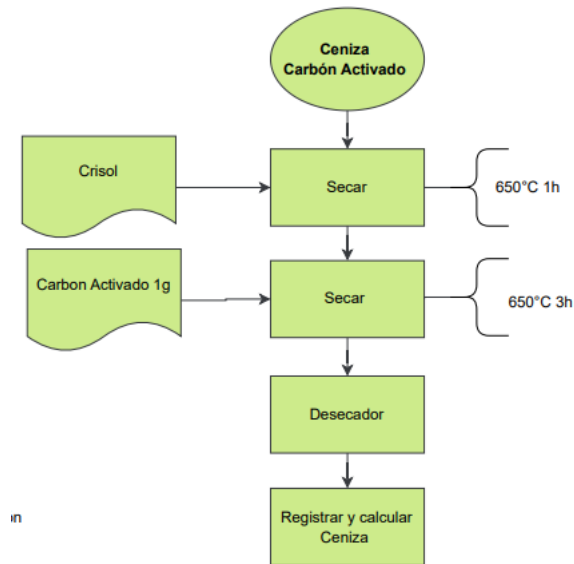 Ceniza
Carbón Activado
Crisol
Secar
650°C 1h
Carbon Activado 1g
Secar
650°C 3h
Desecador
Registrar y calcular
Ceniza